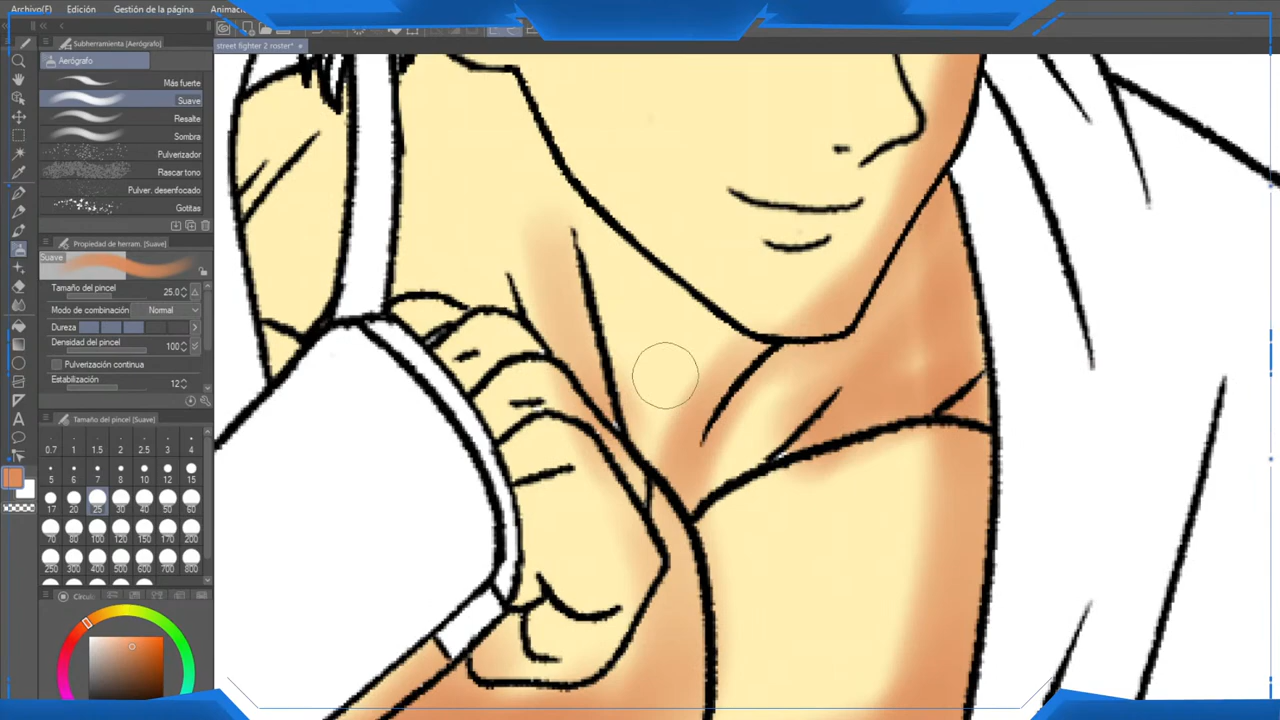 Archivo(F) Edición Gestión de la página Animació
Subherramienta [Aerógrafo]
street fighter 2 roster*
Aerógrafo
Más fuerte
Suave
Resalte
Sombra
Pulverizador
Rascar tono
Pulver. desenfocado
Gotitas
Propiedad de herram. [Suave]
Suave
Tamaño del pincel 25.0
Modo de combinación Normal
Dureza
Densidad del pincel 100
Pulverización continua
Estabilización 12
Tamaño del pincel [Suave]
0.7 1 1.5 2 2.5 3 4
5 6 7 8 10 12 15
17 20 25 30 40 50 60
70 80 100 120 150 170 200
250 300 400 500 600 700 800
Círculo